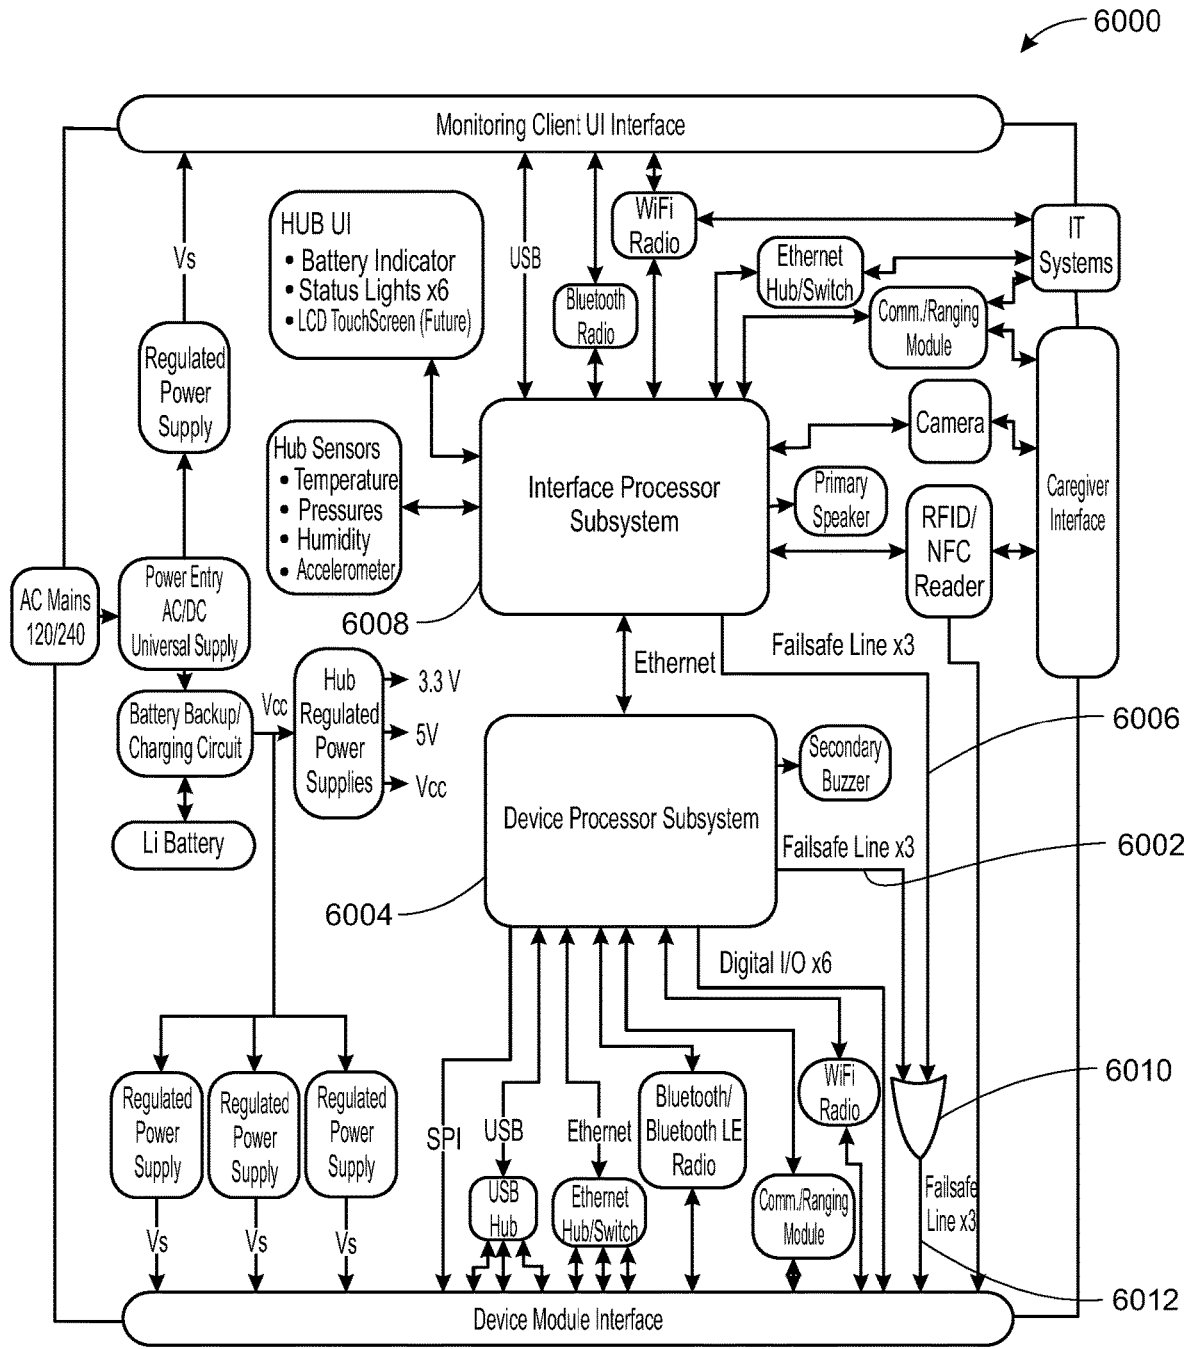 6000
Monitoring Client UI Interface
HUB UI
• Battery Indicator
• Status Lights x6
• LCD TouchScreen (Future)
Vs
USB
WiFi
Radio
Bluetooth
Radio
Ethernet
Hub/Switch
IT
Systems
Comm./Ranging
Module
Regulated
Power
Supply
Camera
Hub Sensors
• Temperature
• Pressures
• Humidity
• Accelerometer
Interface Processor
Subsystem
Primary
Speaker
RFID/
NFC
Reader
Caregiver
Interface
AC Mains
120/240
Power Entry
AC/DC
Universal Supply
6008
Ethernet
Failsafe Line x3
Battery Backup/
Charging Circuit
Vcc
Hub
Regulated
Power
Supplies
3.3 V
5V
Vcc
Li Battery
Device Processor Subsystem
Secondary
Buzzer
6006
Failsafe Line x3
6002
6004
Digital I/O x6
Regulated
Power
Supply
Regulated
Power
Supply
Regulated
Power
Supply
SPI
USB
Ethernet
Bluetooth/
Bluetooth LE
Radio
WiFi
Radio
6010
USB
Hub
Ethernet
Hub/Switch
Comm./Ranging
Module
Failsafe
Line x3
Vs
Vs
Vs
6012
Device Module Interface